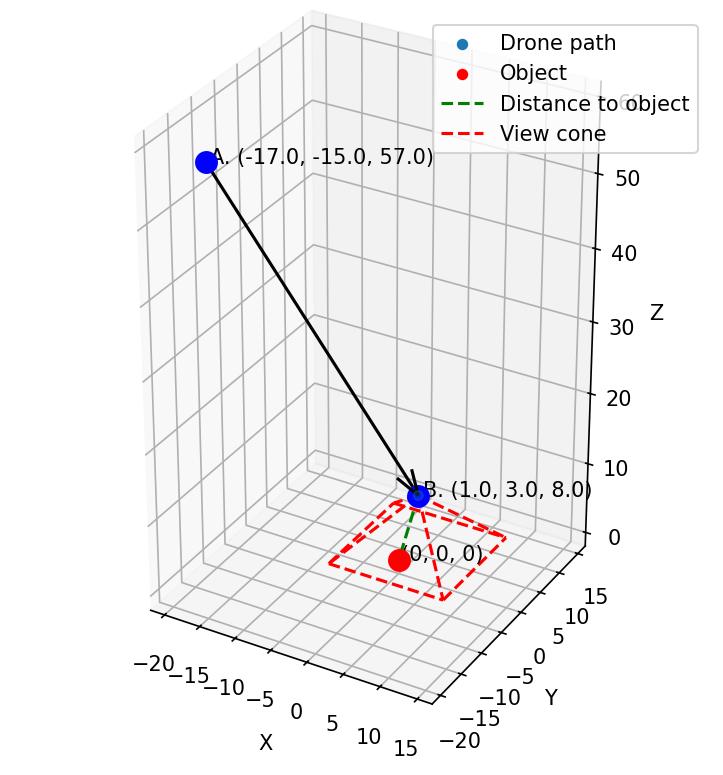 Drone path
Object
Distance to object
View cone
A. (-17.0, -15.0, 57.0)
B. (1.0, 3.0, 8.0)
(0, 0, 0)
60
50
40
30
20
10
0
Z
−20
−15
−10
−5
0
5
10
15
X
−20
−15
−10
−5
0
5
10
15
Y